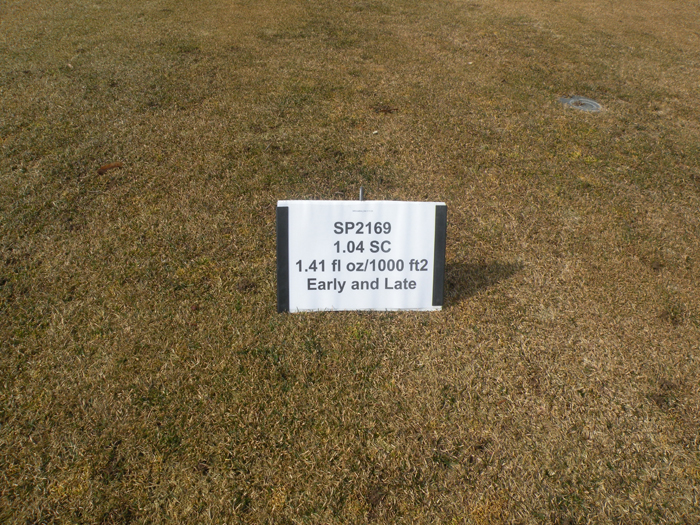 SP2169
1.04 SC
1.41 fl oz/1000 ft2
Early and Late